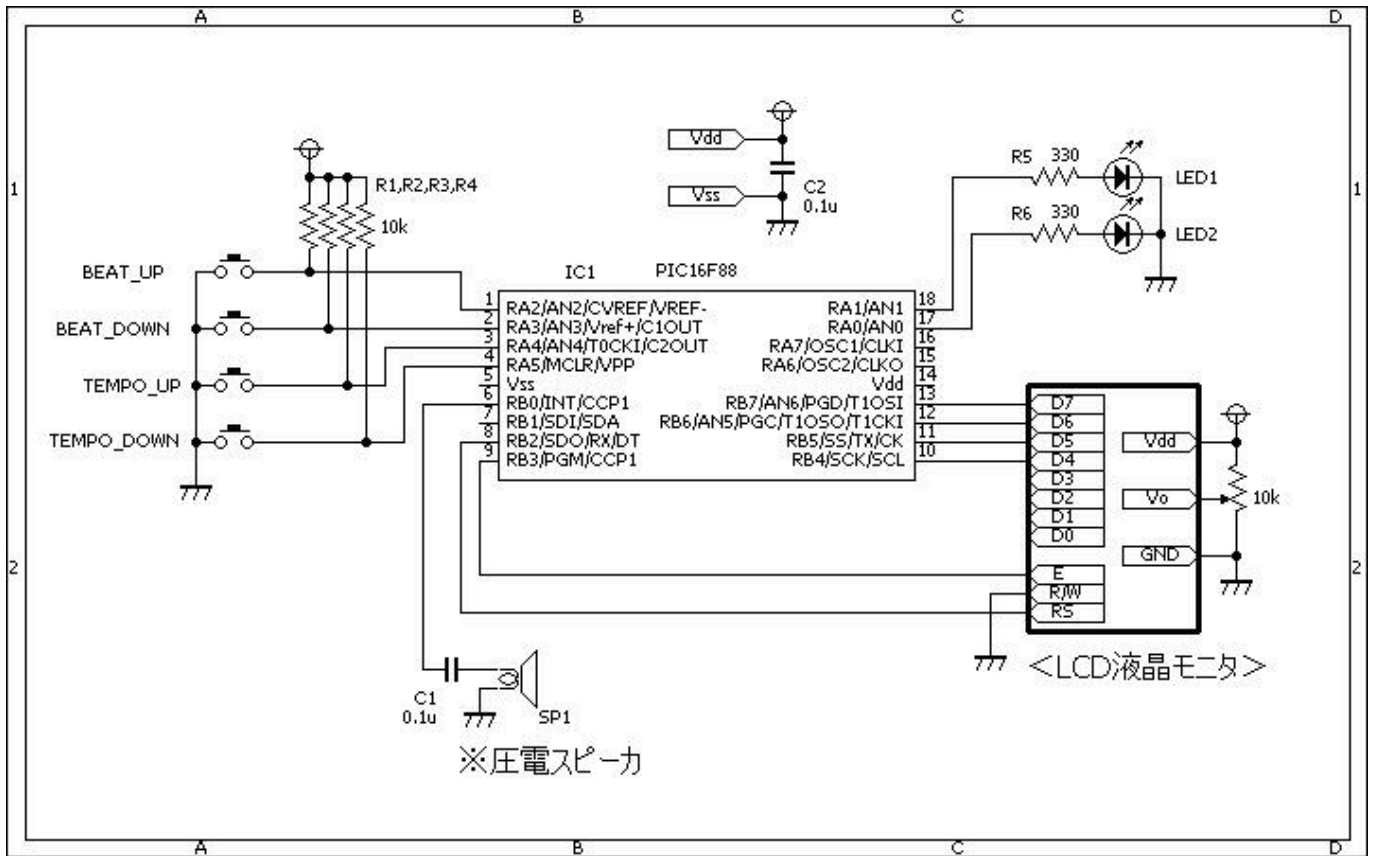 A B C D
1 1
2 2
A B C D
R1,R2,R3,R4
10k
BEAT_UP
BEAT_DOWN
TEMPO_UP
TEMPO_DOWN
Vdd
Vss
C2
0.1u
R5 330
LED1
R6 330
LED2
IC1 PIC16F88
1 RA2/AN2/CVREF/VREF-
2 RA3/AN3/Vref+/C1OUT
3 RA4/AN4/T0CKI/C2OUT
4 RA5/MCLR/VPP
5 Vss
6 RB0/INT/CCP1
7 RB1/SDI/SDA
8 RB2/SDO/RX/DT
9 RB3/PGM/CCP1
RA1/AN1 18
RA0/AN0 17
RA7/OSC1/CLKI 16
RA6/OSC2/CLKO 15
Vdd 14
RB7/AN6/PGD/T1OSI 13
RB6/AN5/PGC/T1OSO/T1CKI 12
RB5/SS/TX/CK 11
RB4/SCK/SCL 10
D7
D6
D5
D4
D3
D2
D1
D0
E
R/W
RS
Vdd
Vo
GND
10k
<LCD液晶モニタ>
C1
0.1u
SP1
※圧電スピーカ